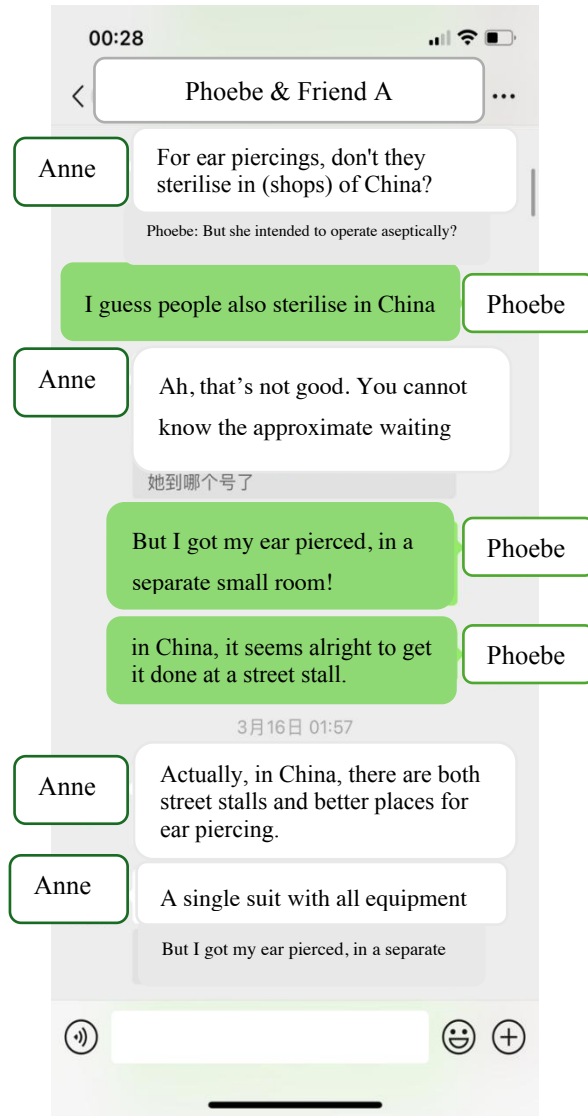 00:28
Phoebe & Friend A
Anne
For ear piercings, don't they
sterilise in (shops) of China?
Phoebe: But she intended to operate aseptically?
I guess people also sterilise in China
Phoebe
Anne
Ah, that’s not good. You cannot
know the approximate waiting
她到哪个号了
But I got my ear pierced, in a
separate small room!
Phoebe
in China, it seems alright to get
it done at a street stall.
Phoebe
3月16日 01:57
Anne
Actually, in China, there are both
street stalls and better places for
ear piercing.
Anne
A single suit with all equipment
But I got my ear pierced, in a separate